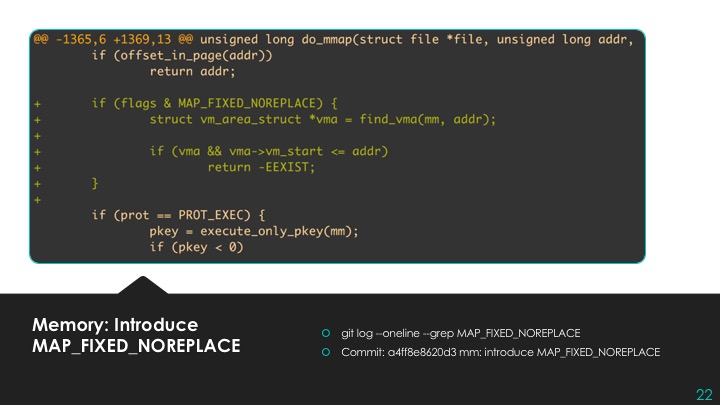 @@ -1365,6 +1369,13 @@ unsigned long do_mmap(struct file *file, unsigned long addr,
        if (offset_in_page(addr))
                return addr;
+       if (flags & MAP_FIXED_NOREPLACE) {
+               struct vm_area_struct *vma = find_vma(mm, addr);
+
+               if (vma && vma->vm_start <= addr)
+                       return -EEXIST;
+       }
+
        if (prot == PROT_EXEC) {
                pkey = execute_only_pkey(mm);
                if (pkey < 0)
Memory: Introduce
MAP_FIXED_NOREPLACE
git log --oneline --grep MAP_FIXED_NOREPLACE
Commit: a4ff8e8620d3 mm: introduce MAP_FIXED_NOREPLACE
22